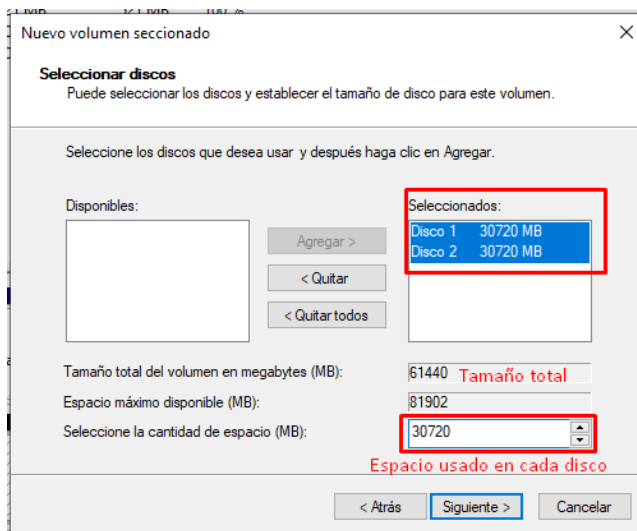 Nuevo volumen seccionado
Seleccionar discos
Puede seleccionar los discos y establecer el tamaño de disco para este volumen.
Seleccione los discos que desea usar y después haga clic en Agregar.
Disponibles:
Seleccionados:
Disco 1 30720 MB
Disco 2 30720 MB
Agregar >
< Quitar
< Quitar todos
Tamaño total del volumen en megabytes (MB): 61440 Tamaño total
Espacio máximo disponible (MB): 81902
Seleccione la cantidad de espacio (MB): 30720
Espacio usado en cada disco
< Atrás Siguiente > Cancelar